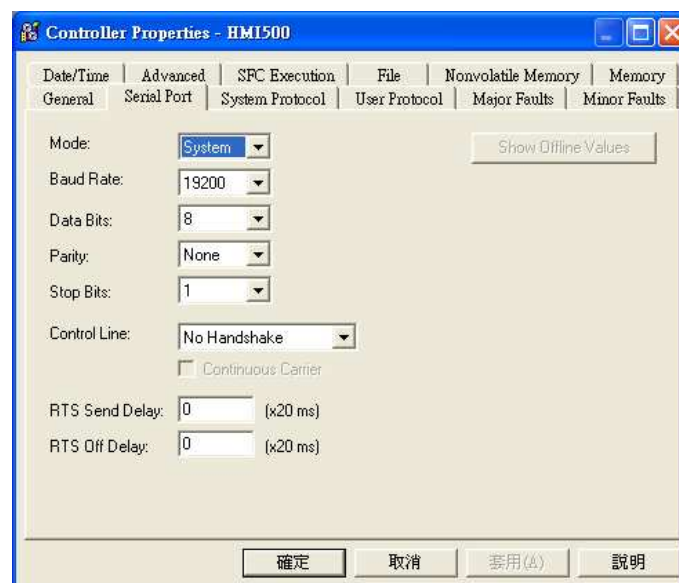 Controller Properties - HMI500
Date/Time Advanced SFC Execution File Nonvolatile Memory Memory
General Serial Port System Protocol User Protocol Major Faults Minor Faults
Mode: System Show Offline Values
Baud Rate: 19200
Data Bits: 8
Parity: None
Stop Bits: 1
Control Line: No Handshake
Continuous Carrier
RTS Send Delay: 0 (x20 ms)
RTS Off Delay: 0 (x20 ms)
確定 取消 套用(A) 說明